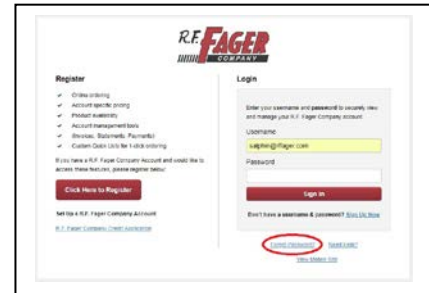 R.F. FAGER
COMPANY
Register
Online ordering
Account specific pricing
Product availability
Account management tools
(Invoices, Statements, Payments)
Custom Quick Lists for 1-click ordering
If you have a R.F. Fager Company Account and would like to
access these features, please register below!
Click Here to Register
Set Up a R.F. Fager Company Account
R.F. Fager Company Credit Application
Login
Enter your username and password to securely view
and manage your R.F. Fager Company account
Username
Password
Sign In
Don't have a username & password? Sign Up Now
Forgot Password? Need Help?
View Mobile Site